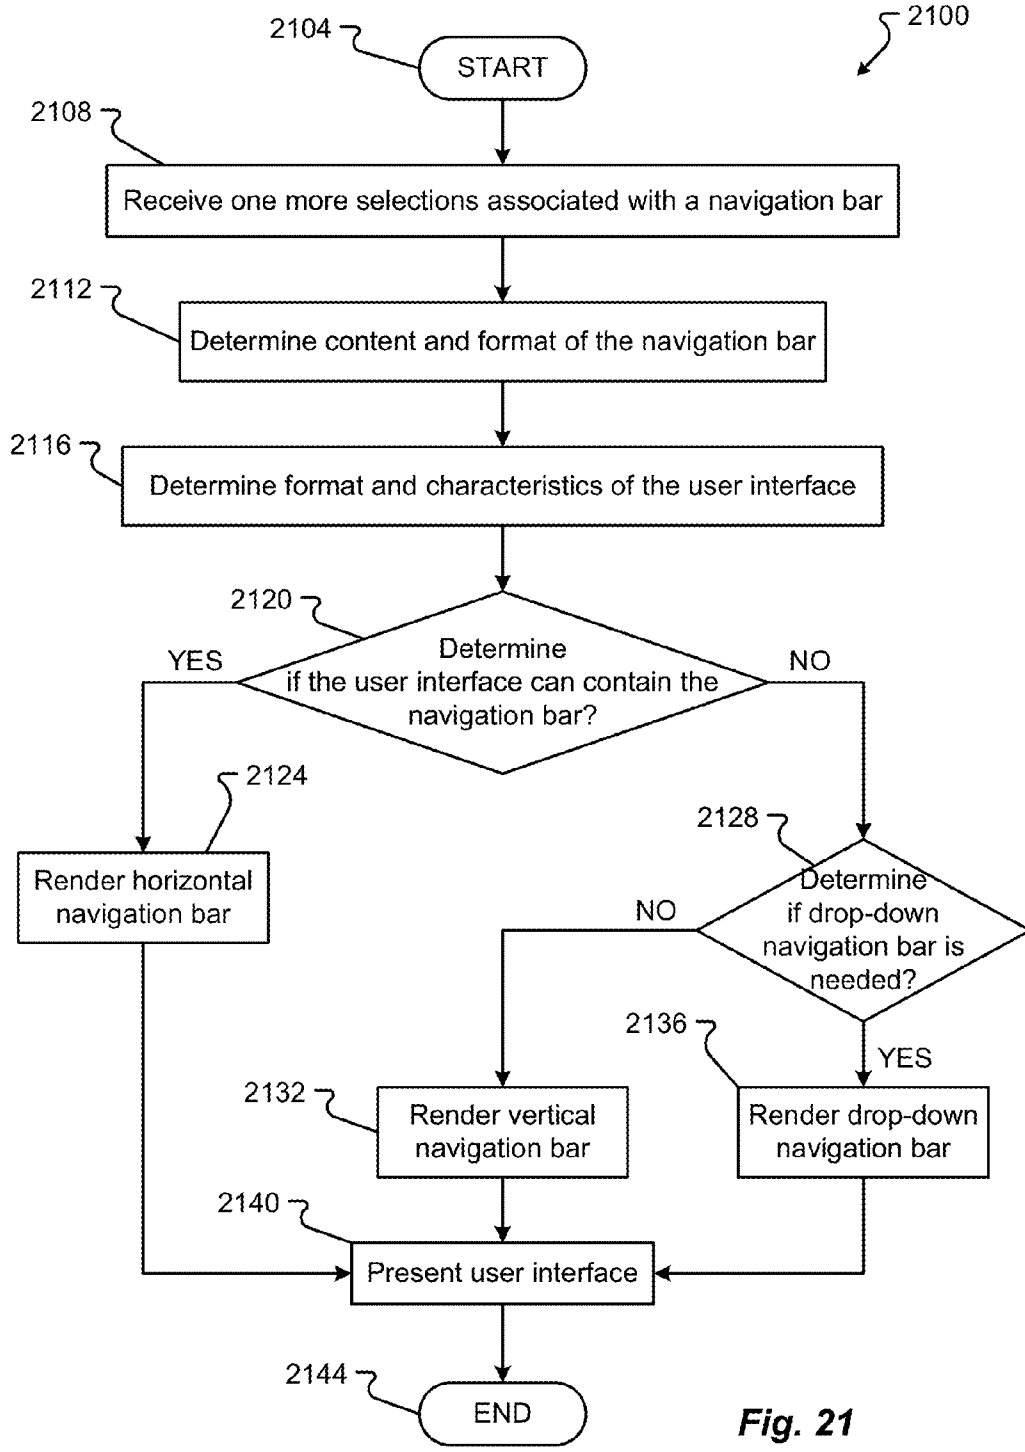 2100
2104
START
2108
Receive one more selections associated with a navigation bar
2112
Determine content and format of the navigation bar
2116
Determine format and characteristics of the user interface
2120
Determine
if the user interface can contain the
navigation bar?
YES
NO
2124
Render horizontal
navigation bar
2128
Determine
if drop-down
navigation bar is
needed?
NO
YES
2132
Render vertical
navigation bar
2136
Render drop-down
navigation bar
2140
Present user interface
2144
END
Fig. 21